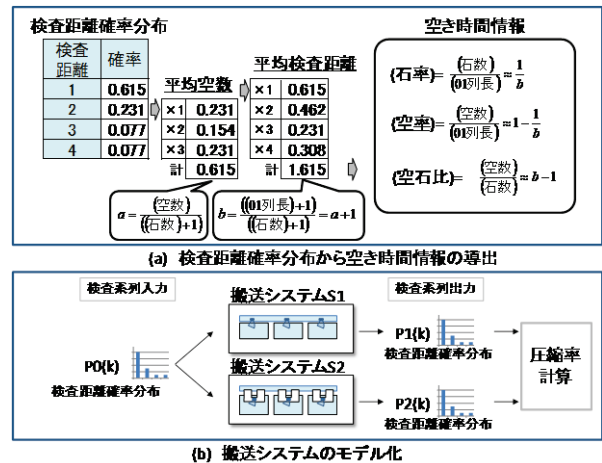 検査距離確率分布
検査距離 確率
1 0.615
2 0.231
3 0.077
4 0.077
平均空数
×1 0.231
×2 0.154
×3 0.231
計 0.615
平均検査距離
×1 0.615
×2 0.462
×3 0.231
×4 0.308
計 1.615
a = (空数) / ((石数)+1)
b = ((01列長)+1) / ((石数)+1) = a+1
空き時間情報
(石率)= (石数) / (01列長) ≈ 1 / b
(空率)= (空数) / (01列長) ≈ 1 − 1 / b
(空石比)= (空数) / (石数) ≈ b − 1
(a) 検査距離確率分布から空き時間情報の導出
検査系列入力
P0(k)
検査距離確率分布
搬送システムS1
搬送システムS2
検査系列出力
P1(k)
検査距離確率分布
P2(k)
検査距離確率分布
圧縮率
計算
(b) 搬送システムのモデル化